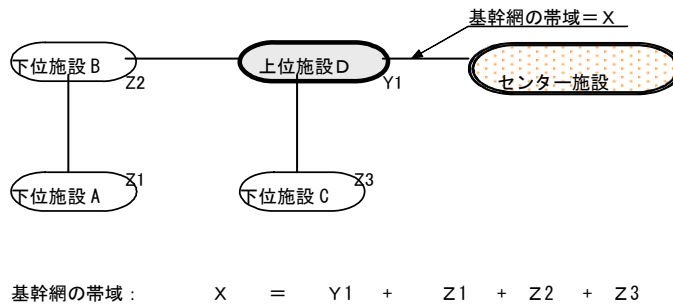 基幹網の帯域＝X
下位施設B
Z2
上位施設D
Y1
センター施設
下位施設A
Z1
下位施設C
Z3
基幹網の帯域： X ＝ Y1 + Z1 + Z2 + Z3